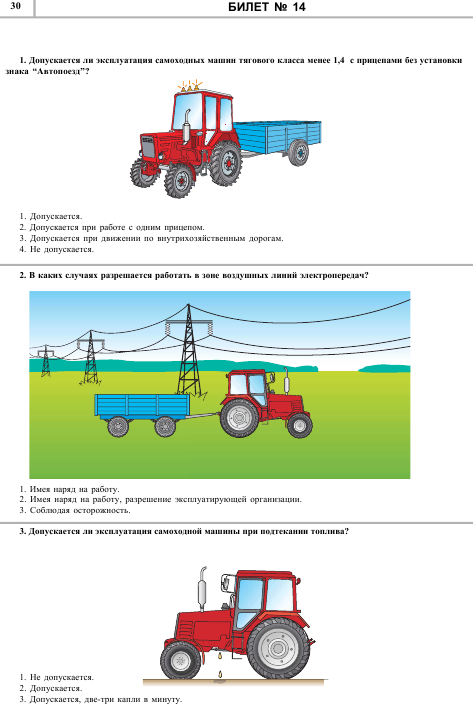 30
БИЛЕТ № 14
1. Допускается ли эксплуатация самоходных машин тягового класса менее 1,4 с прицепами без установки
знака “Автопоезд”?
1. Допускается.
2. Допускается при работе с одним прицепом.
3. Допускается при движении по внутрихозяйственным дорогам.
4. Не допускается.
2. В каких случаях разрешается работать в зоне воздушных линий электропередач?
1. Имея наряд на работу.
2. Имея наряд на работу, разрешение эксплуатирующей организации.
3. Соблюдая осторожность.
3. Допускается ли эксплуатация самоходной машины при подтекании топлива?
1. Не допускается.
2. Допускается.
3. Допускается, две-три капли в минуту.